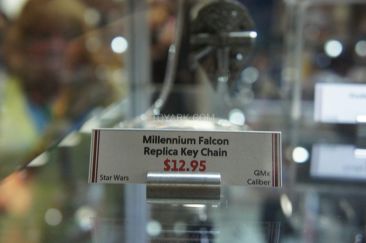 Millennium Falcon
Replica Key Chain
$12.95
Star Wars
GMx
Caliber